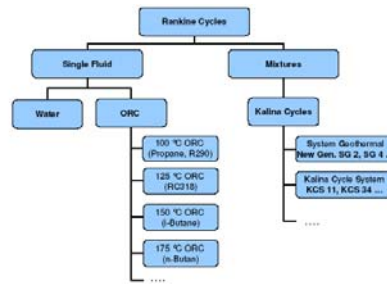 Rankine Cycles
Single Fluid
Mixtures
Water
ORC
Kalina Cycles
100 °C ORC
(Propane, R290)
125 °C ORC
(RC318)
150 °C ORC
(i-Butane)
175 °C ORC
(n-Butan)
....
System Geothermal
New Gen. SG 2, SG 4 ...
Kalina Cycle System
KCS 11, KCS 34 ...
....